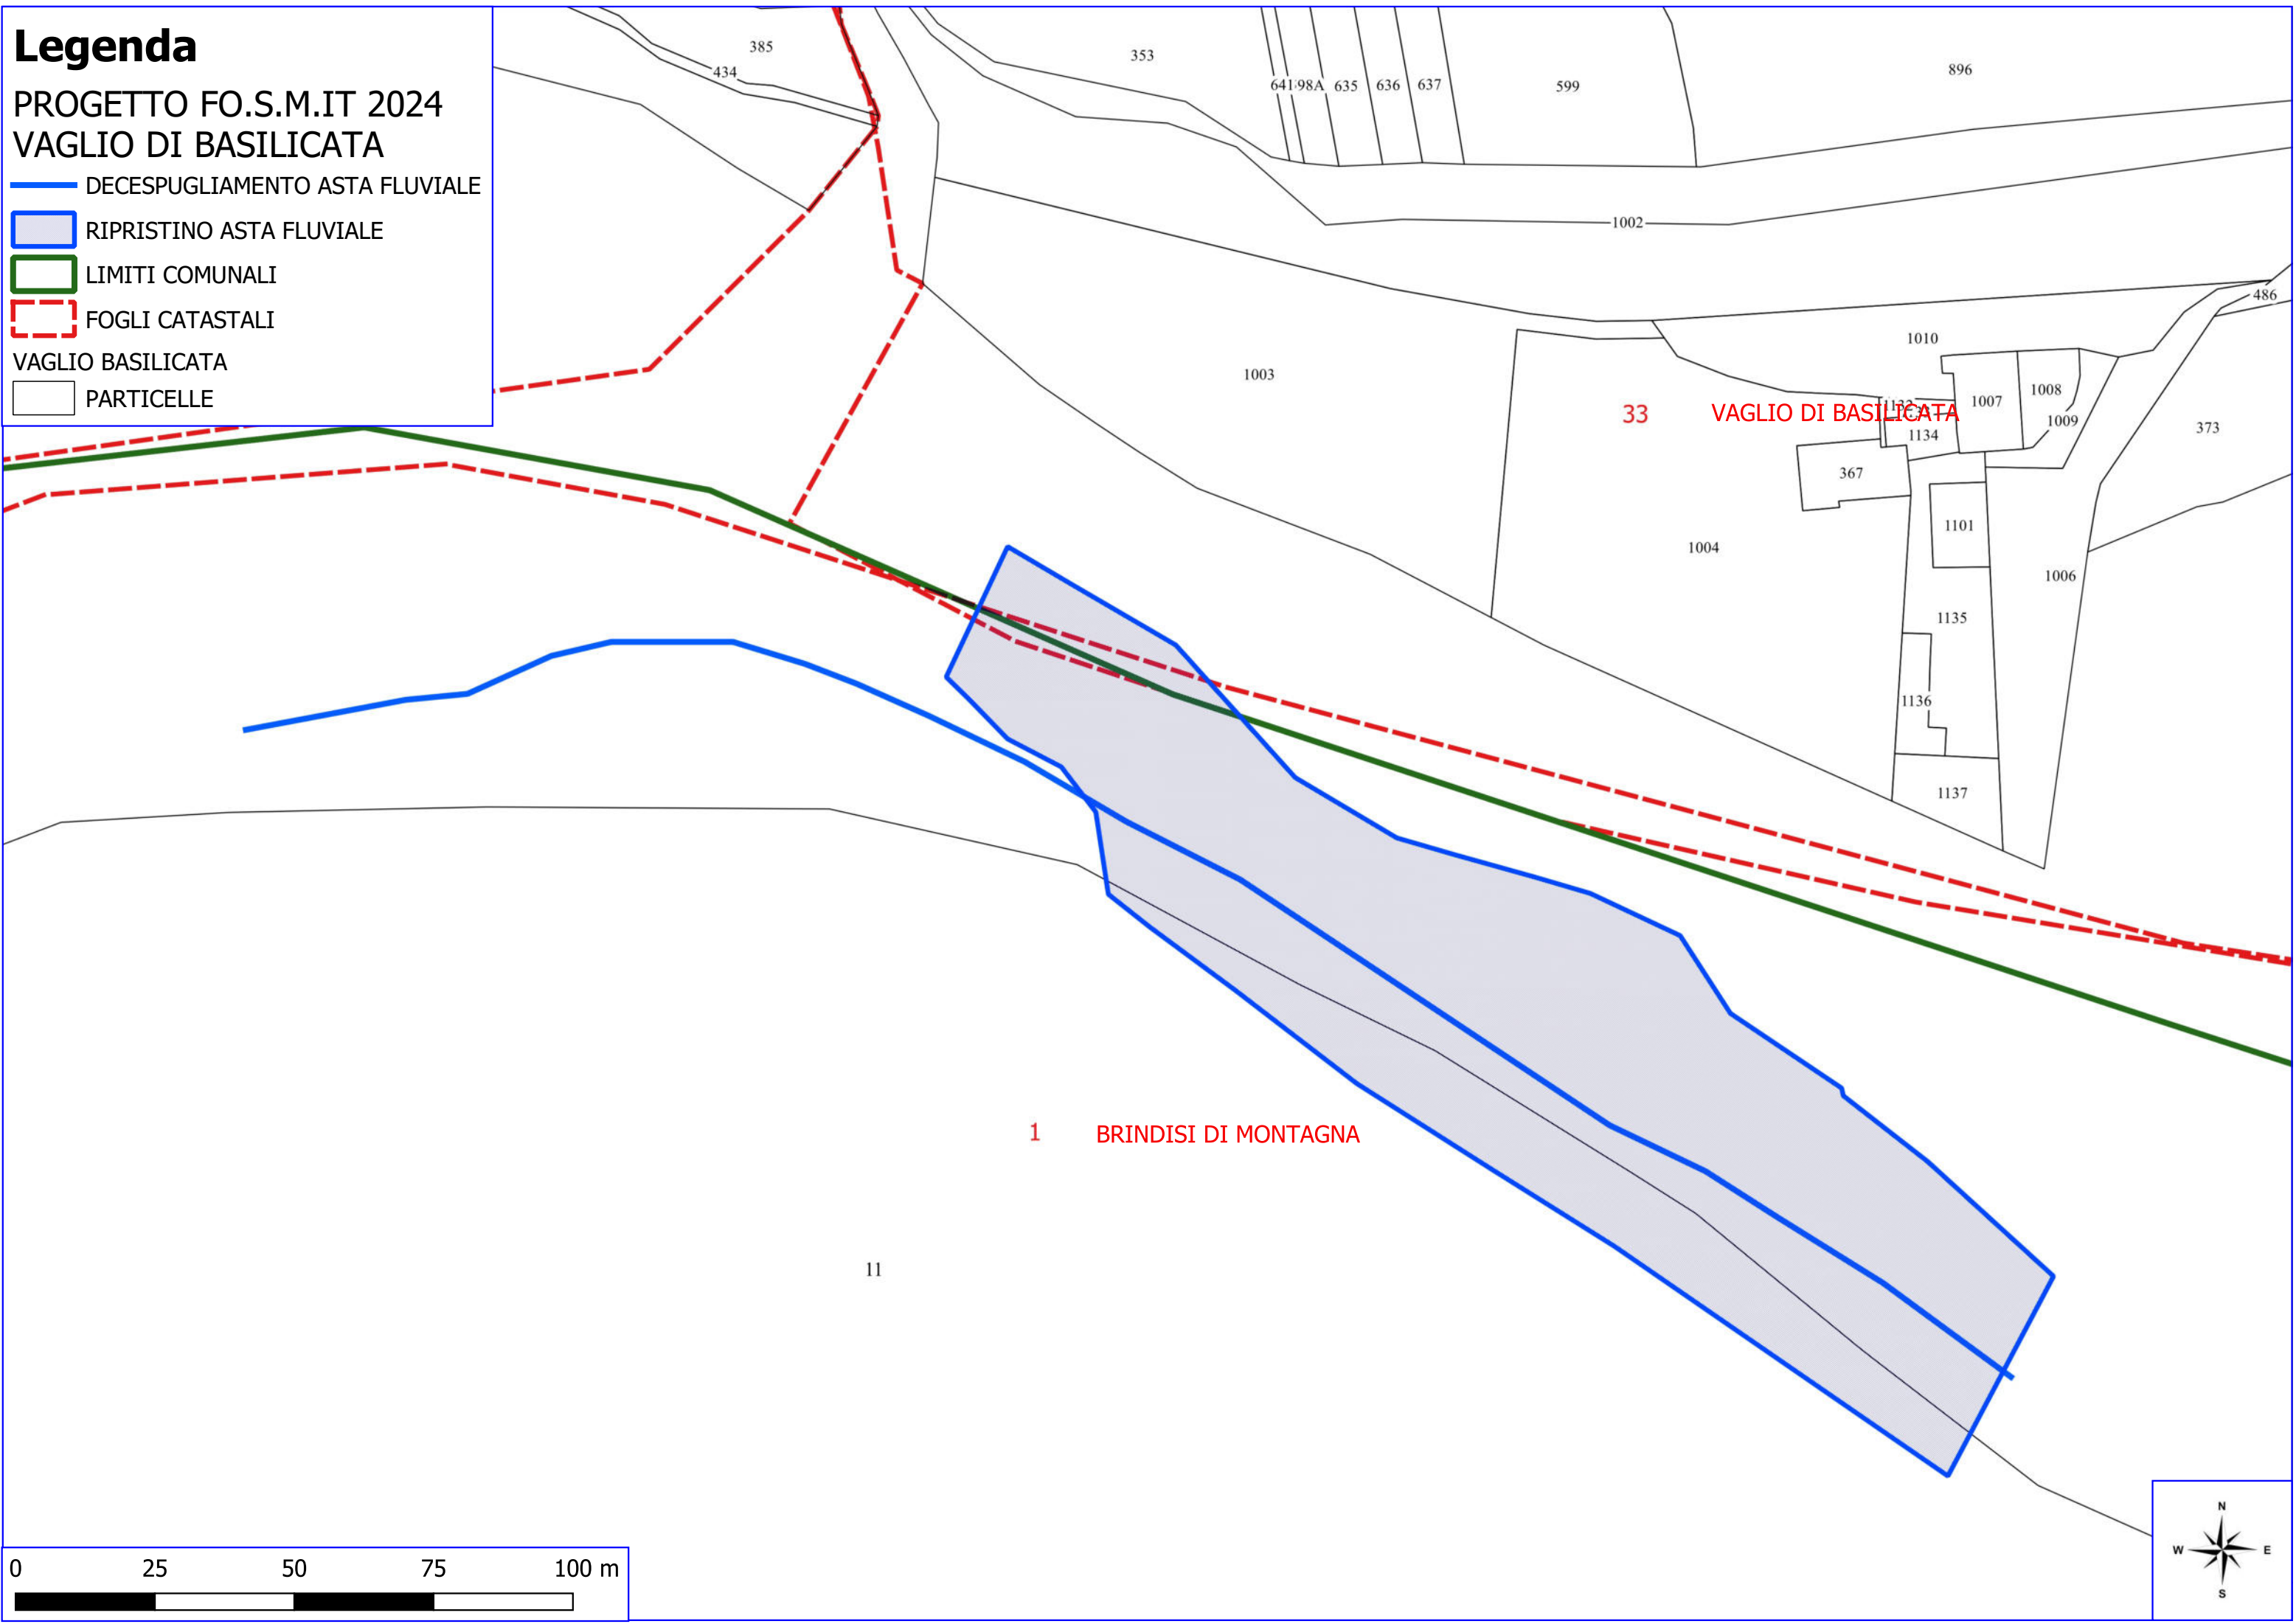 Legenda
PROGETTO FO.S.M.IT 2024
VAGLIO DI BASILICATA
DECESPUGLIAMENTO ASTA FLUVIALE
RIPRISTINO ASTA FLUVIALE
LIMITI COMUNALI
FOGLI CATASTALI
VAGLIO BASILICATA
PARTICELLE
385
434
353
641
98A
635
636
637
599
896
1002
486
1003
1010
1007
1008
1009
33 VAGLIO DI BASILICATA
1134
373
367
1101
1004
1006
1135
1136
1137
1 BRINDISI DI MONTAGNA
11
0 25 50 75 100 m
N
W E
S